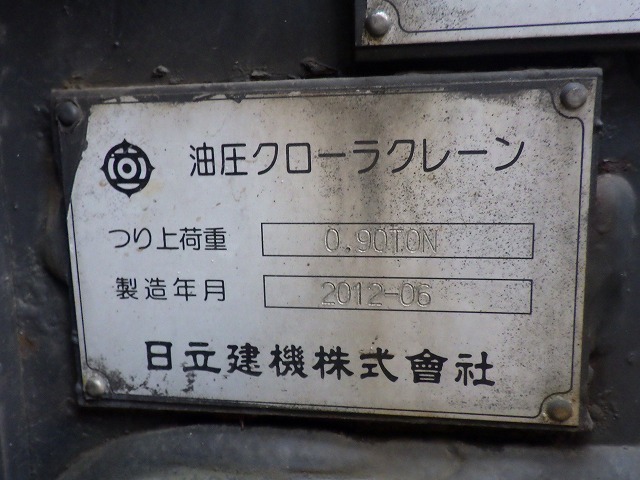 油圧クローラクレーン
つり上荷重 0.90TON
製造年月 2012-06
日立建機株式會社